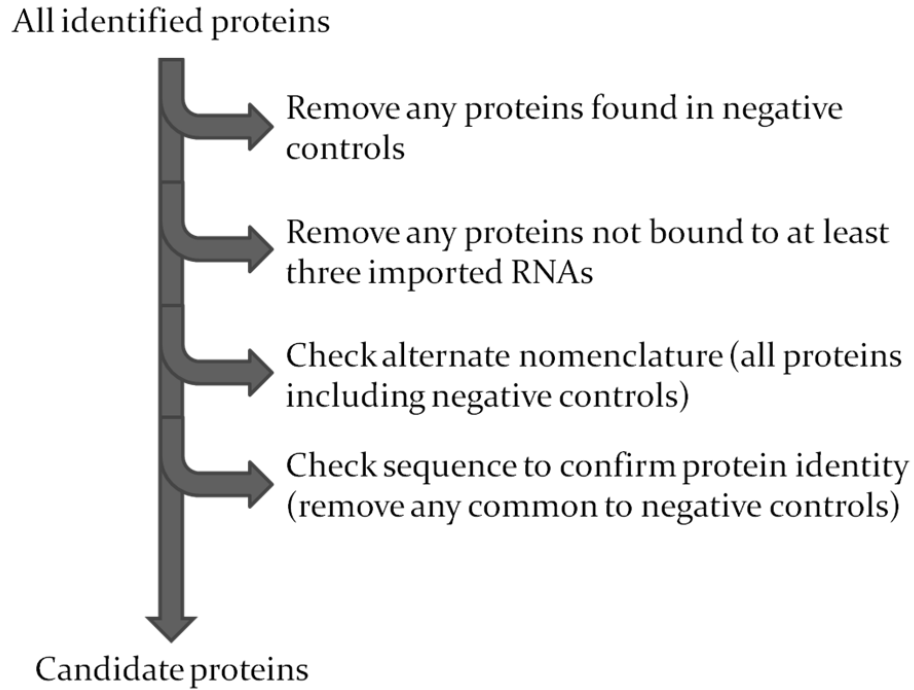 All identified proteins
Remove any proteins found in negative
controls
Remove any proteins not bound to at least
three imported RNAs
Check alternate nomenclature (all proteins
including negative controls)
Check sequence to confirm protein identity
(remove any common to negative controls)
Candidate proteins